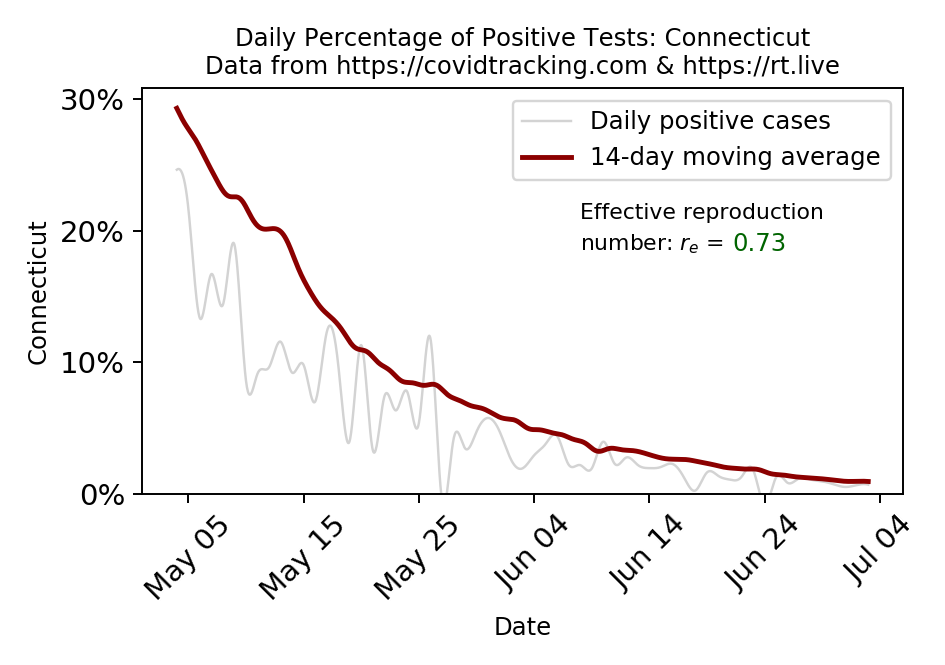 Daily Percentage of Positive Tests: Connecticut
Data from https://covidtracking.com & https://rt.live
30%
20%
10%
0%
Connecticut
Daily positive cases
14-day moving average
Effective reproduction
number: rₑ = 0.73
May 05
May 15
May 25
Jun 04
Jun 14
Jun 24
Jul 04
Date